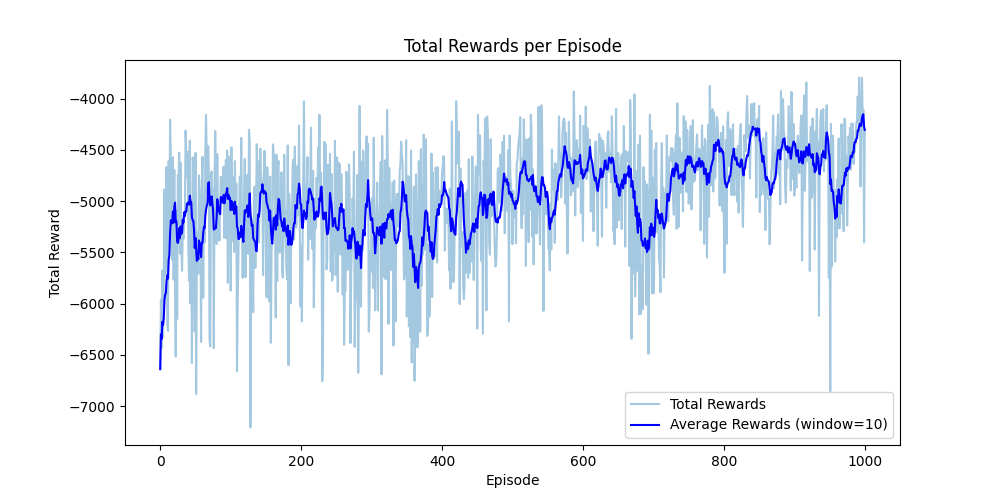 Total Rewards per Episode
Total Reward
−4000
−4500
−5000
−5500
−6000
−6500
−7000
0
200
400
600
800
1000
Episode
Total Rewards
Average Rewards (window=10)